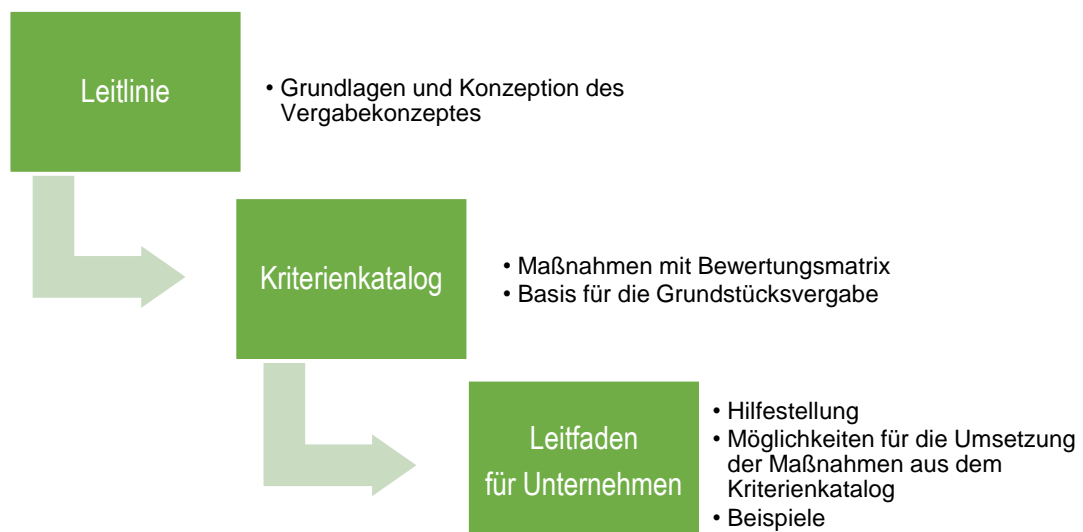 Leitlinie
• Grundlagen und Konzeption des
Vergabekonzeptes
Kriterienkatalog
• Maßnahmen mit Bewertungsmatrix
• Basis für die Grundstücksvergabe
Leitfaden
für Unternehmen
• Hilfestellung
• Möglichkeiten für die Umsetzung
der Maßnahmen aus dem
Kriterienkatalog
• Beispiele